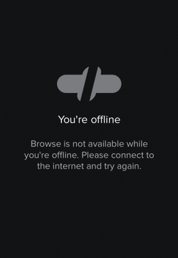 You're offline
Browse is not available while
you're offline. Please connect to
the internet and try again.